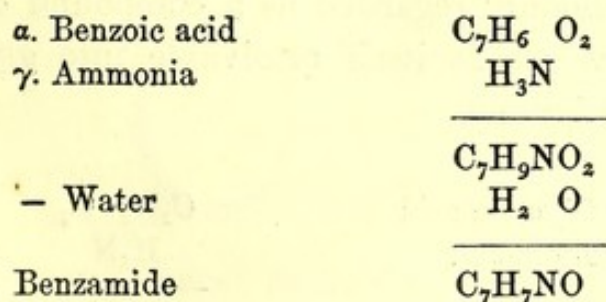 α. Benzoic acid C₇H₆ O₂
γ. Ammonia H₃N
C₇H₉NO₂
— Water H₂ O
Benzamide C₇H₇NO